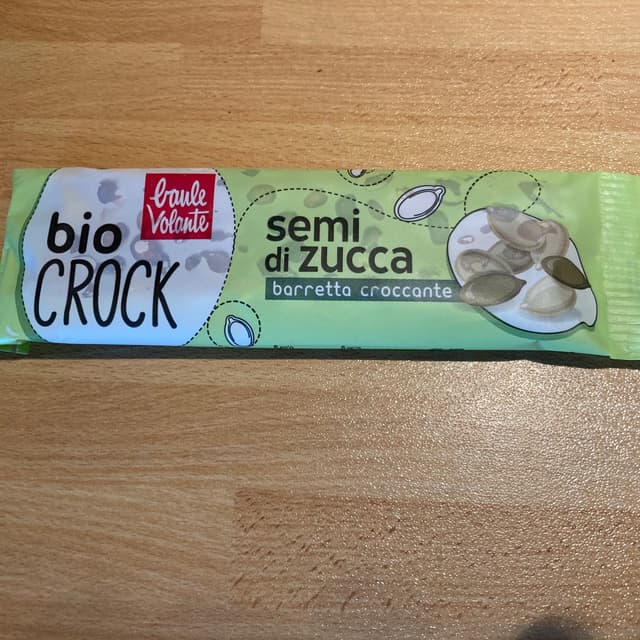 baule
volante
bio
CROCK
semi
di zucca
barretta croccante